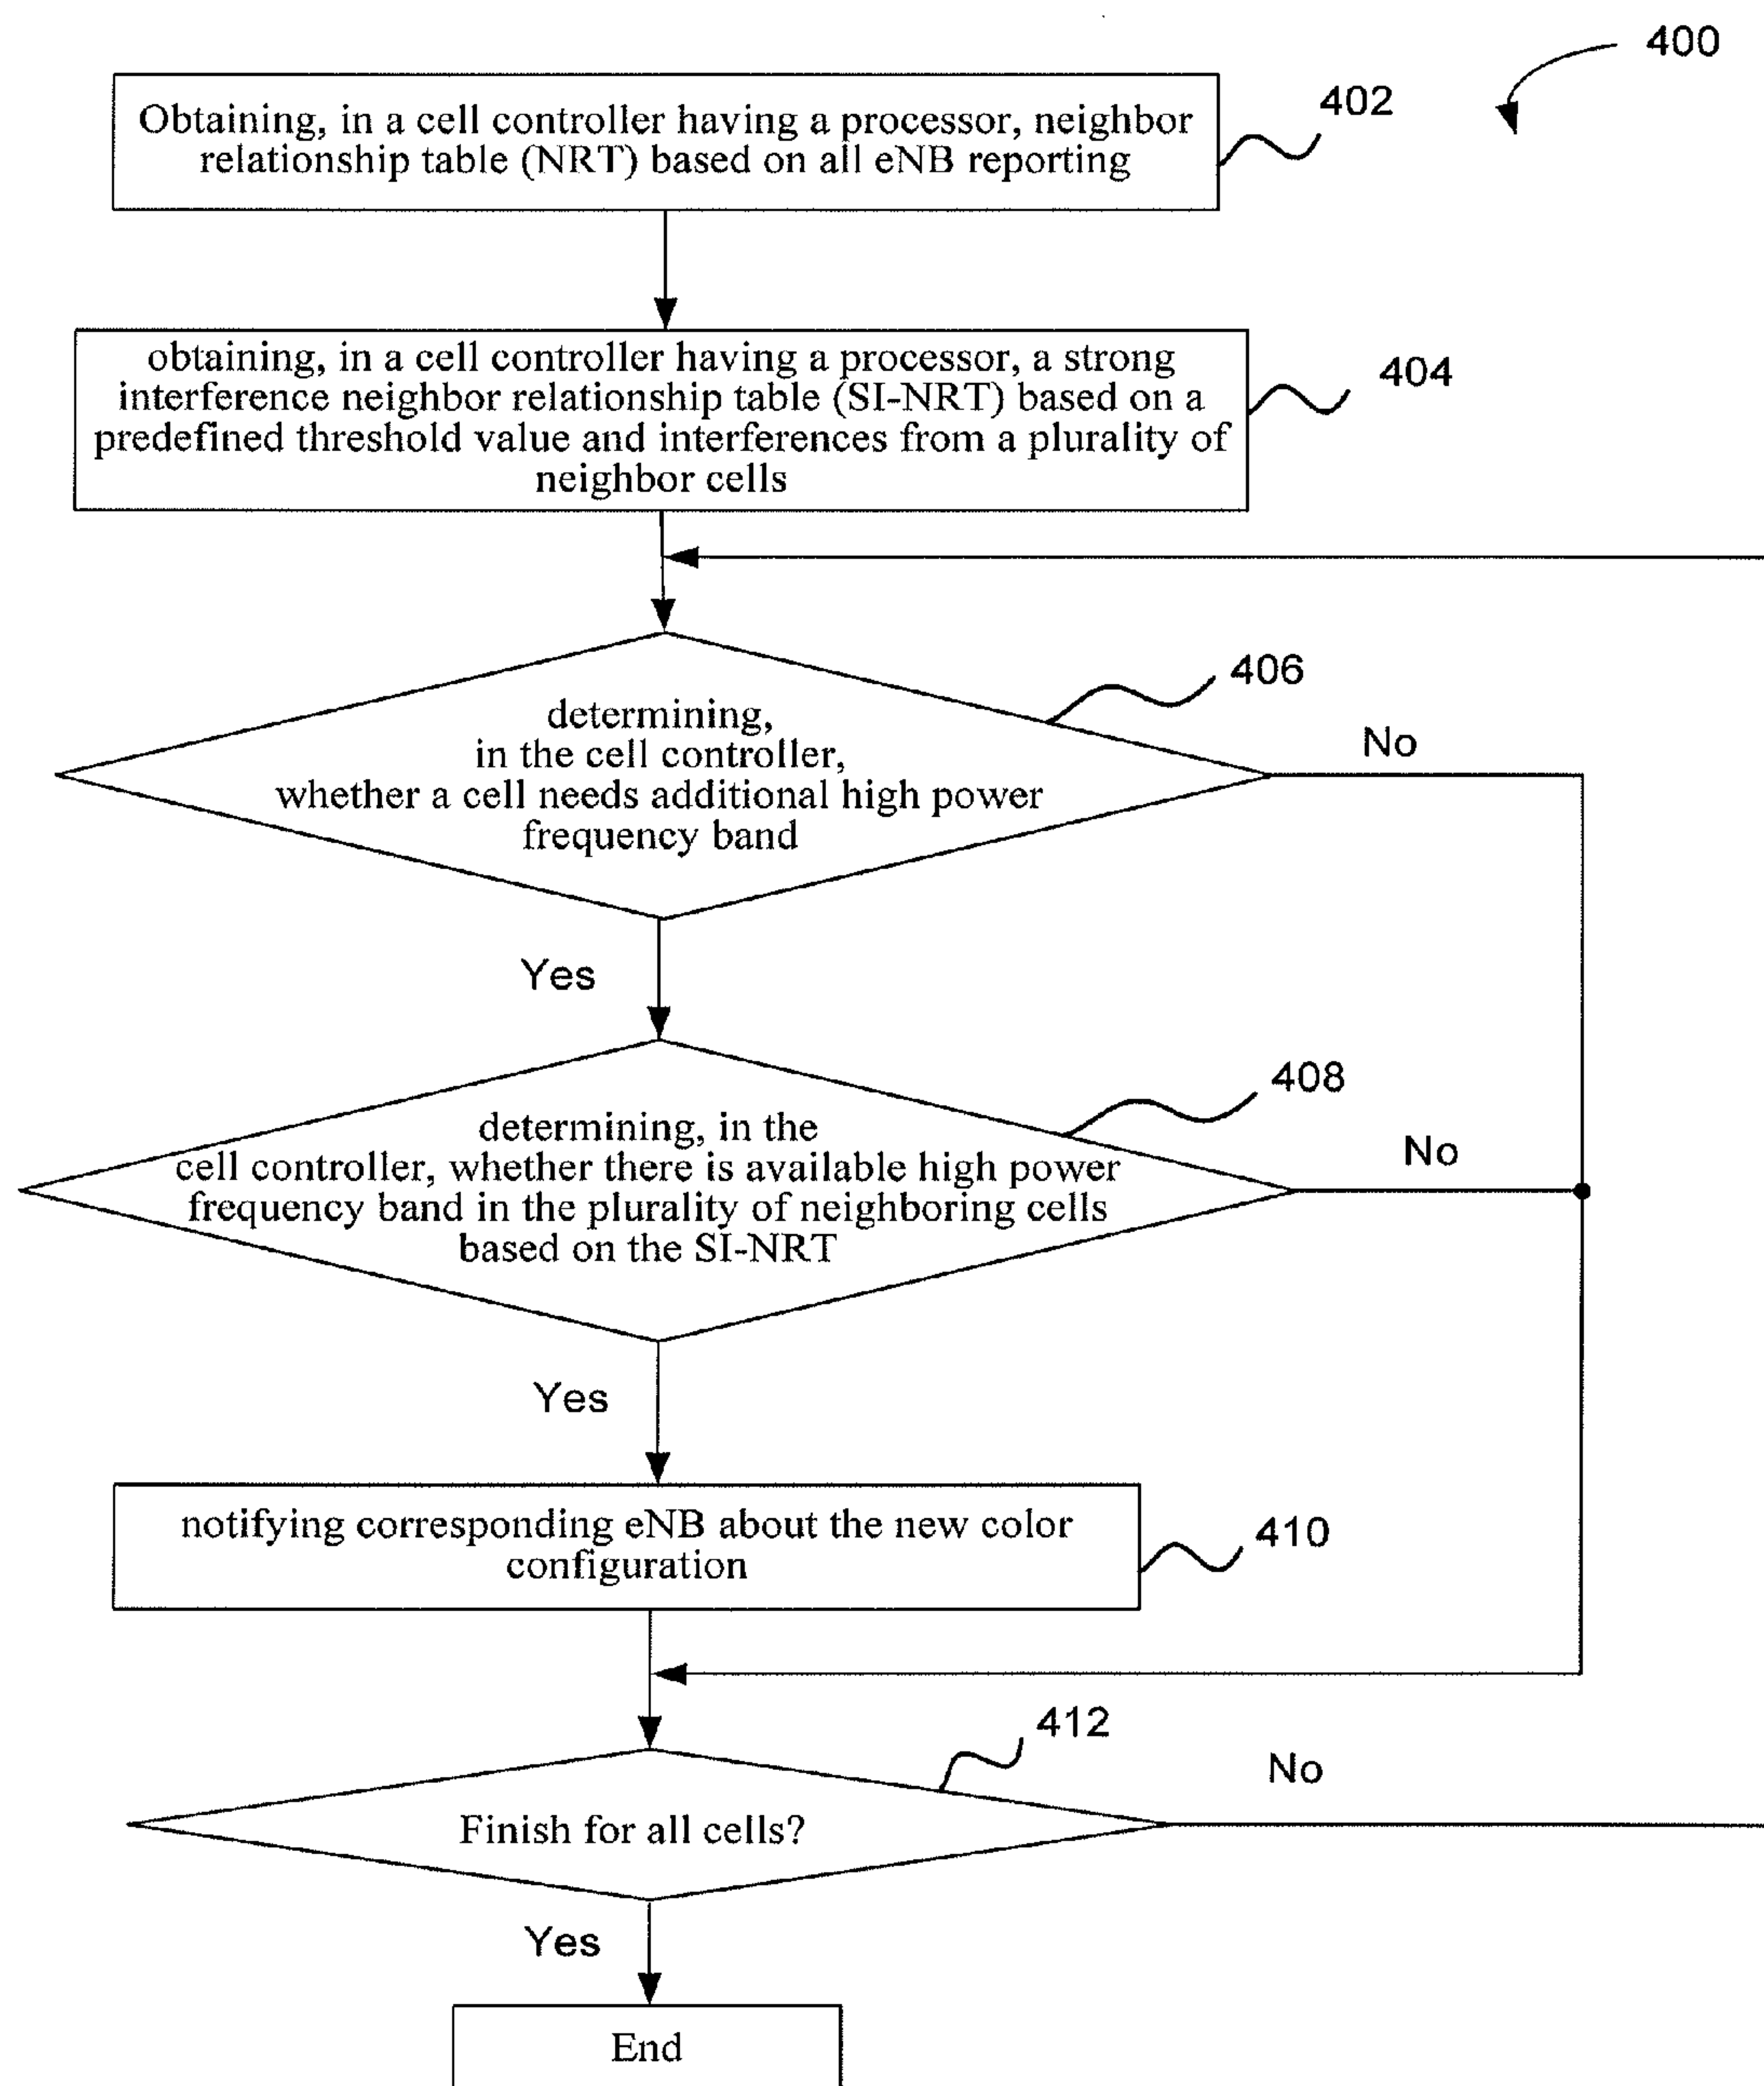 400
Obtaining, in a cell controller having a processor, neighbor
relationship table (NRT) based on all eNB reporting
402
obtaining, in a cell controller having a processor, a strong
interference neighbor relationship table (SI-NRT) based on a
predefined threshold value and interferences from a plurality of
neighbor cells
404
406
determining,
in the cell controller,
whether a cell needs additional high power
frequency band
No
Yes
408
determining, in the
cell controller, whether there is available high power
frequency band in the plurality of neighboring cells
based on the SI-NRT
No
Yes
notifying corresponding eNB about the new color
configuration
410
412
Finish for all cells?
No
Yes
End